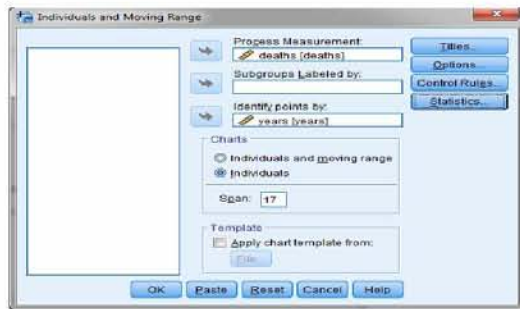 Individuals and Moving Range
Process Measurement:
deaths [deaths]
Subgroups Labeled by:
Identify points by:
years [years]
Titles...
Options...
Control Rules...
Statistics...
Charts
Individuals and moving range
Individuals
Span: 17
Template
Apply chart template from:
File...
OK Paste Reset Cancel Help